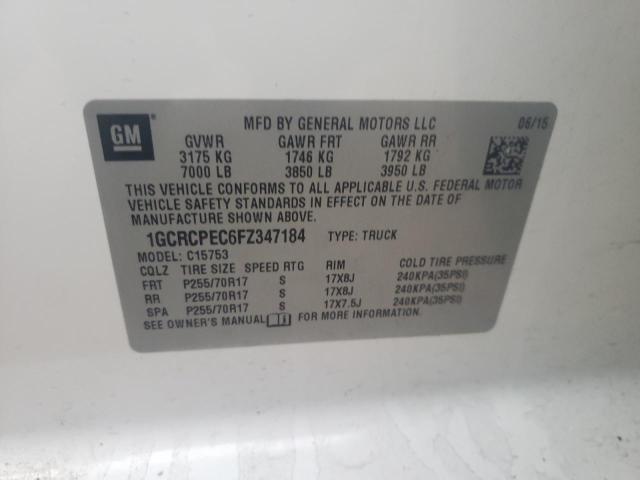 GM
MFD BY GENERAL MOTORS LLC 06/15
GVWR GAWR FRT GAWR RR
3175 KG 1746 KG 1792 KG
7000 LB 3850 LB 3950 LB
THIS VEHICLE CONFORMS TO ALL APPLICABLE U.S. FEDERAL MOTOR
VEHICLE SAFETY STANDARDS IN EFFECT ON THE DATE OF
MANUFACTURE SHOWN ABOVE.
1GCRCPEC6FZ347184 TYPE: TRUCK
MODEL: C15753
CQLZ TIRE SIZE SPEED RTG RIM COLD TIRE PRESSURE
FRT P255/70R17 S 17X8J 240KPA(35PSI)
RR P255/70R17 S 17X8J 240KPA(35PSI)
SPA P255/70R17 S 17X7.5J 240KPA(35PSI)
SEE OWNER'S MANUAL FOR MORE INFORMATION.